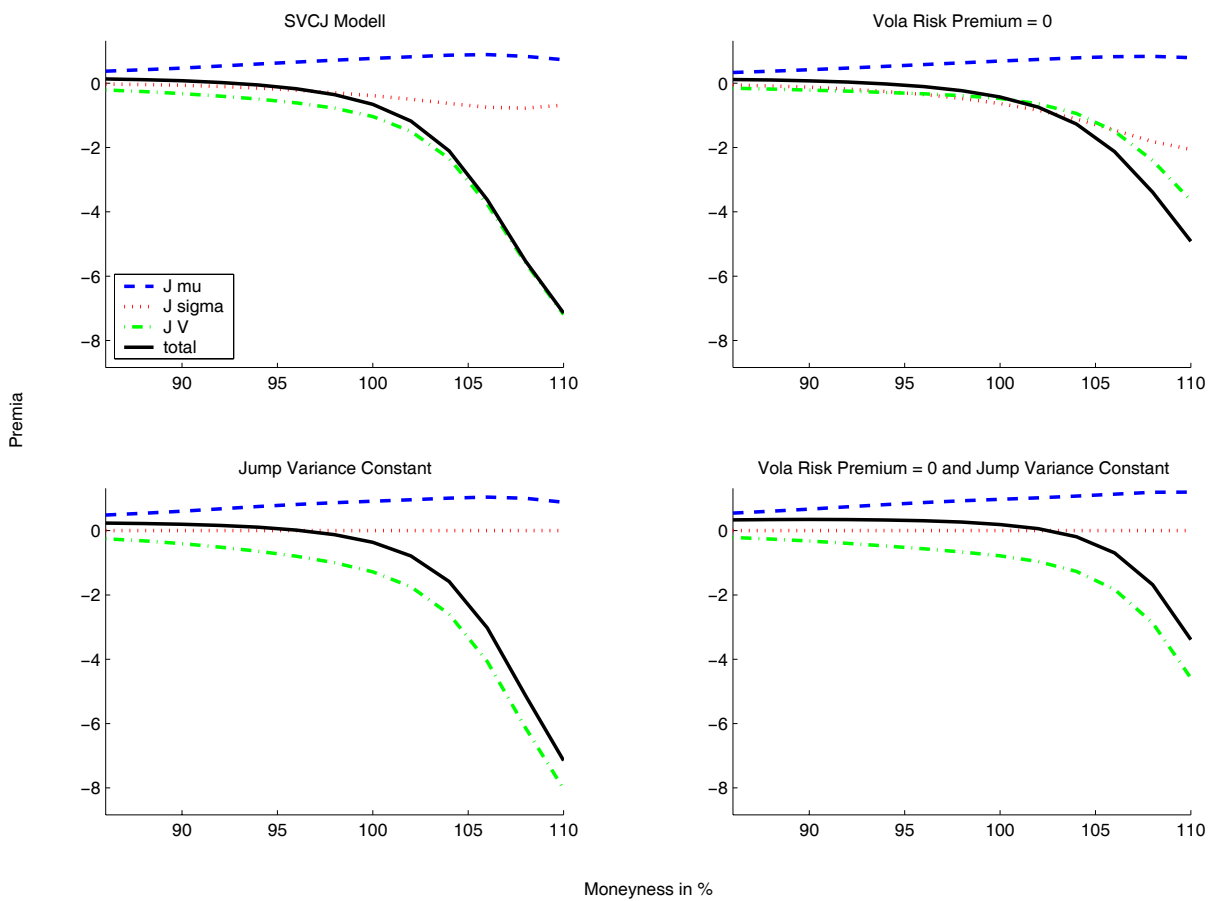 SVCJ Modell
Vola Risk Premium = 0
0
−2
−4
−6
−8
J mu
J sigma
J V
total
90 95 100 105 110
0
−2
−4
−6
−8
90 95 100 105 110
Premia
Jump Variance Constant
Vola Risk Premium = 0 and Jump Variance Constant
0
−2
−4
−6
−8
90 95 100 105 110
0
−2
−4
−6
−8
90 95 100 105 110
Moneyness in %